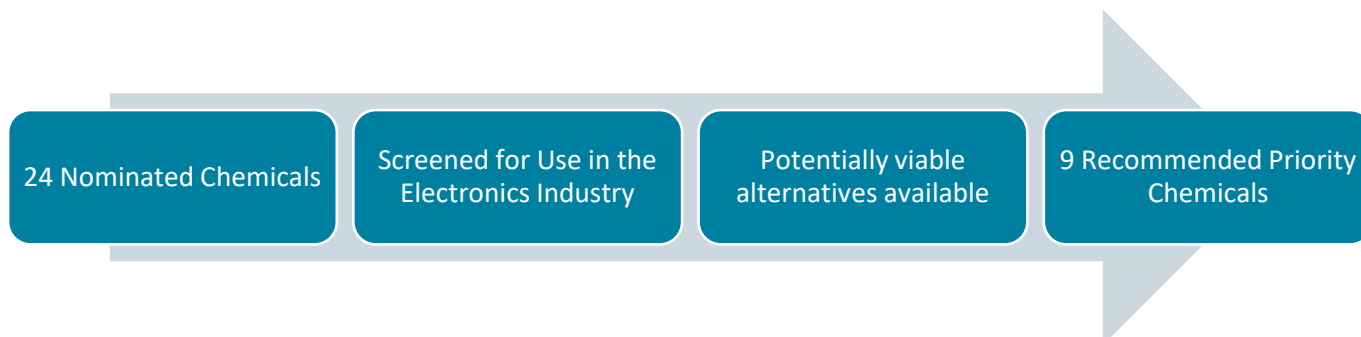 24 Nominated Chemicals
Screened for Use in the
Electronics Industry
Potentially viable
alternatives available
9 Recommended Priority
Chemicals